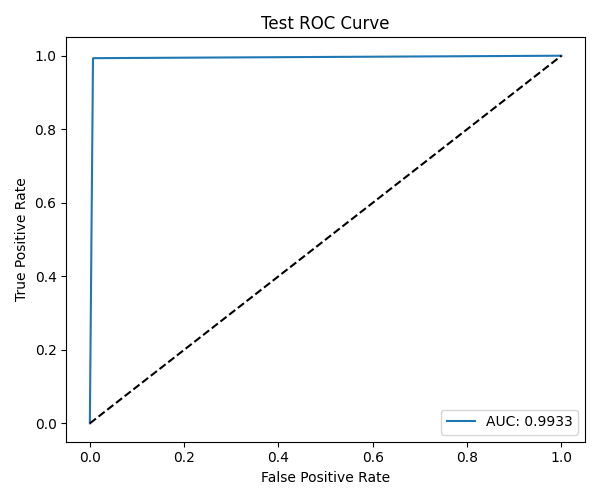 Test ROC Curve
True Positive Rate
1.0
0.8
0.6
0.4
0.2
0.0
AUC: 0.9933
0.0 0.2 0.4 0.6 0.8 1.0
False Positive Rate